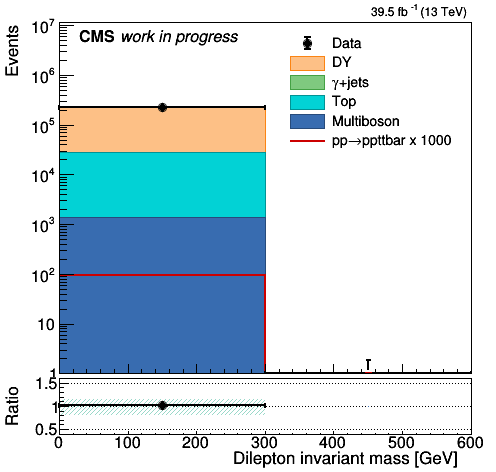 39.5 fb⁻¹ (13 TeV)
Events
CMS work in progress
Data
DY
γ+jets
Top
Multiboson
pp→ppttbar x 1000
10⁷
10⁶
10⁵
10⁴
10³
10²
10
1
Ratio
1.5
1
0.5
0 100 200 300 400 500 600
Dilepton invariant mass [GeV]